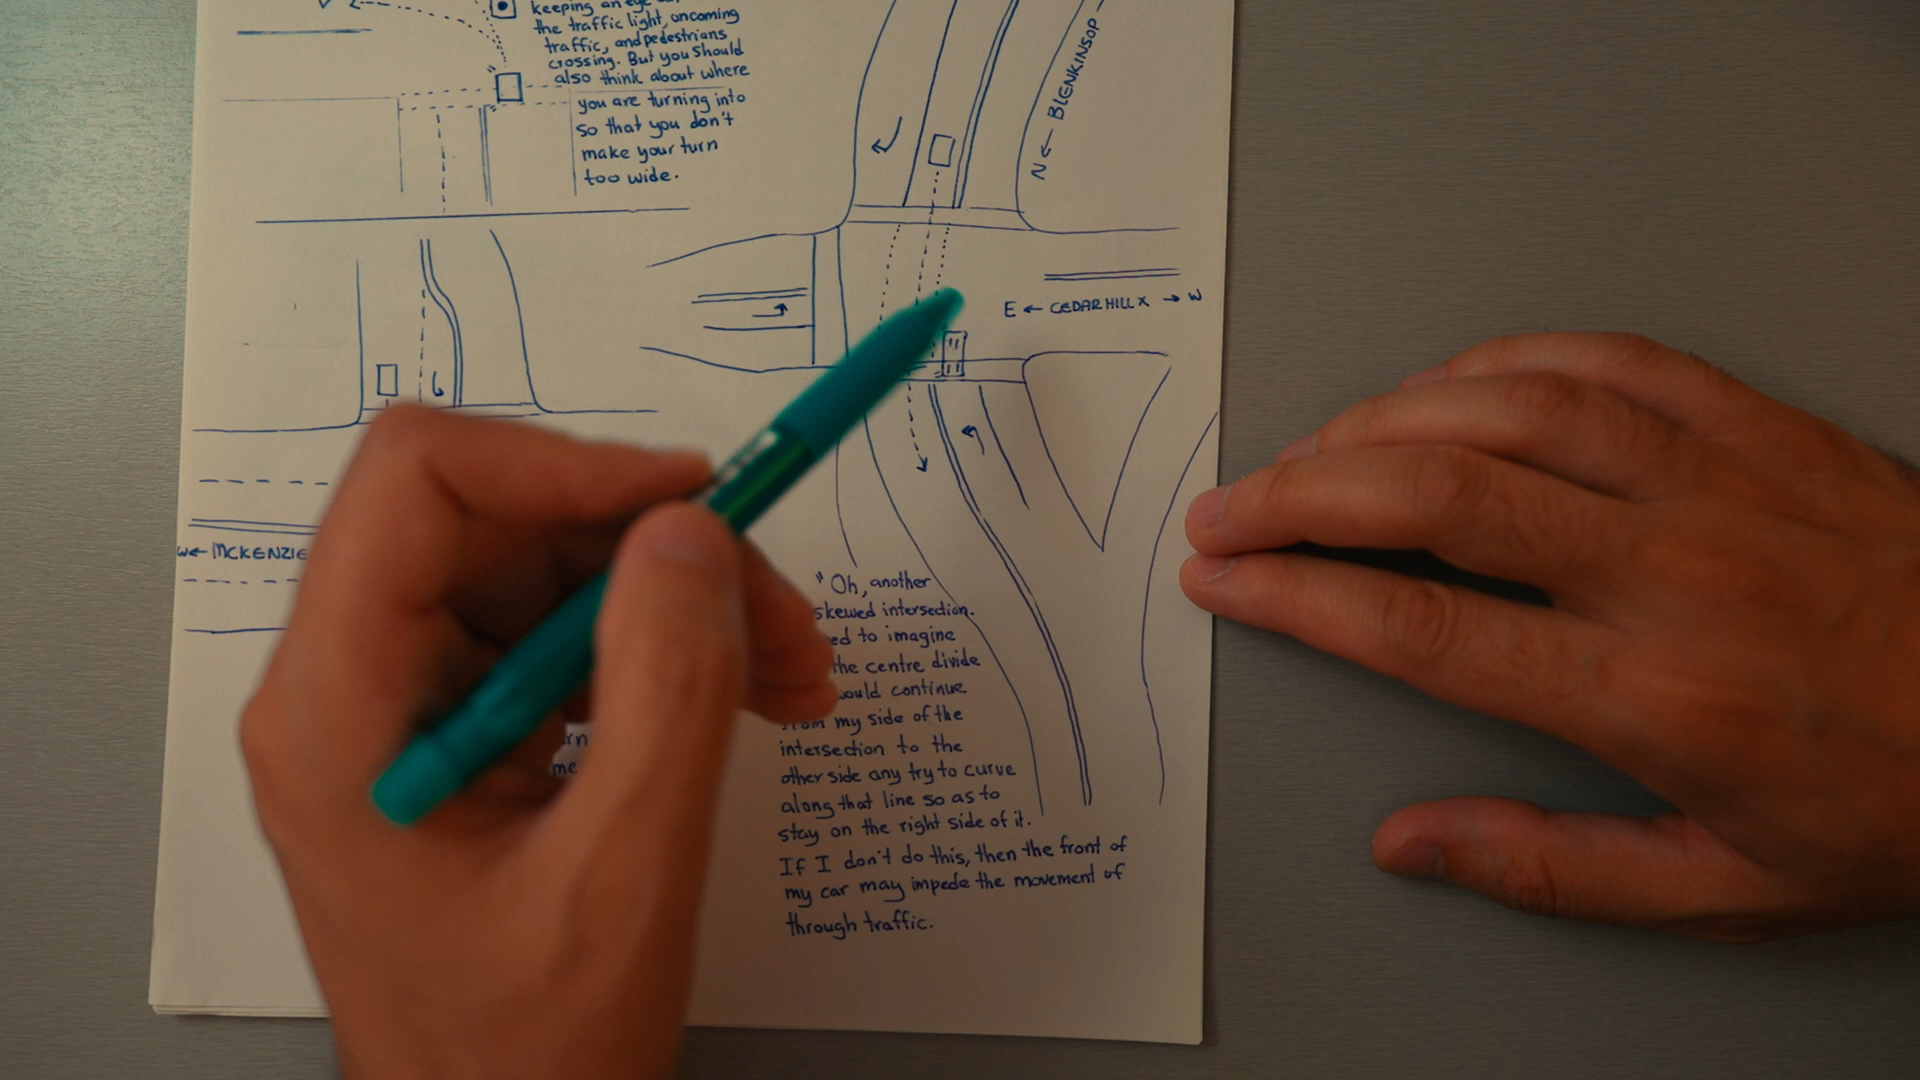 keeping an eye
the traffic light, oncoming
traffic, and pedestrians
crossing. But you should
also think about where
you are turning into
so that you don't
make your turn
too wide.
N ← BLENKINSOP
E ← CEDAR HILL X → W
W ← MCKENZIE
"Oh, another
skewed intersection.
to imagine
the centre divide
would continue
from my side of the
intersection to the
other side any try to curve
along that line so as to
stay on the right side of it.
If I don't do this, then the front of
my car may impede the movement of
through traffic.